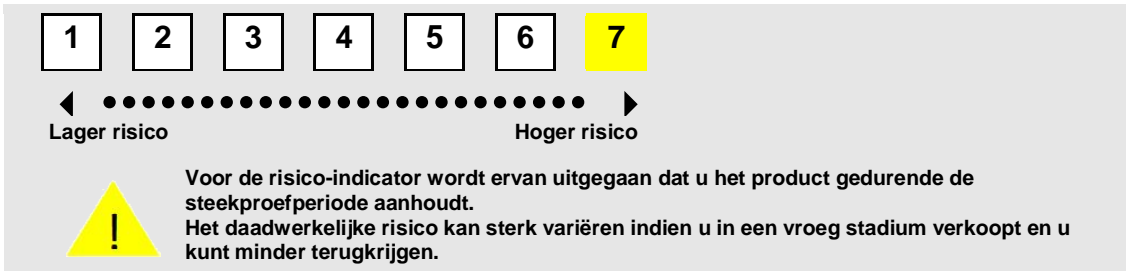 1 2 3 4 5 6 7
Lager risico Hoger risico
!
Voor de risico-indicator wordt ervan uitgegaan dat u het product gedurende de
steekproefperiode aanhoudt.
Het daadwerkelijke risico kan sterk variëren indien u in een vroeg stadium verkoopt en u
kunt minder terugkrijgen.